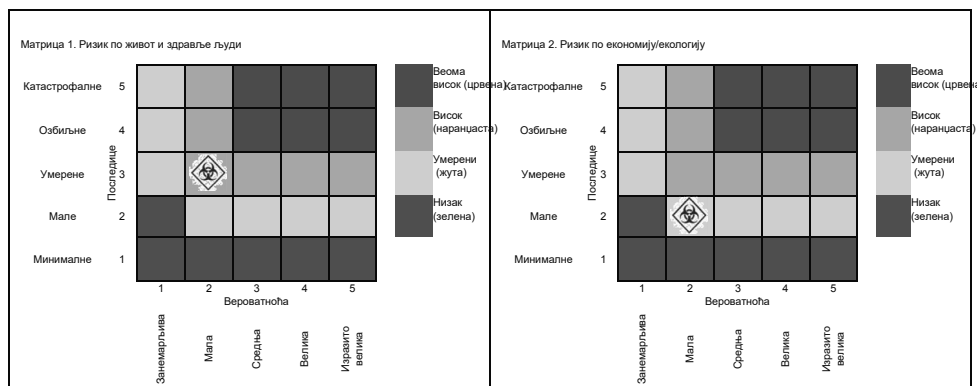 Матрица 1. Ризик по живот и здравље људи
Катастрофалне 5
Озбиљне 4
Умерене 3
Мале 2
Минималне 1
Последице
1 2 3 4 5
Вероватноћа
Занемарљива
Мала
Средња
Велика
Изразито
велика
Веома
висок (црвена)
Висок
(наранџаста)
Умерени
(жута)
Низак
(зелена)
Матрица 2. Ризик по економију/екологију
Катастрофалне 5
Озбиљне 4
Умерене 3
Мале 2
Минималне 1
Последице
1 2 3 4 5
Вероватноћа
Занемарљива
Мала
Средња
Велика
Изразито
велика
Веома
висок (црвена
Висок
(наранџаста)
Умерени
(жута)
Низак
(зелена)